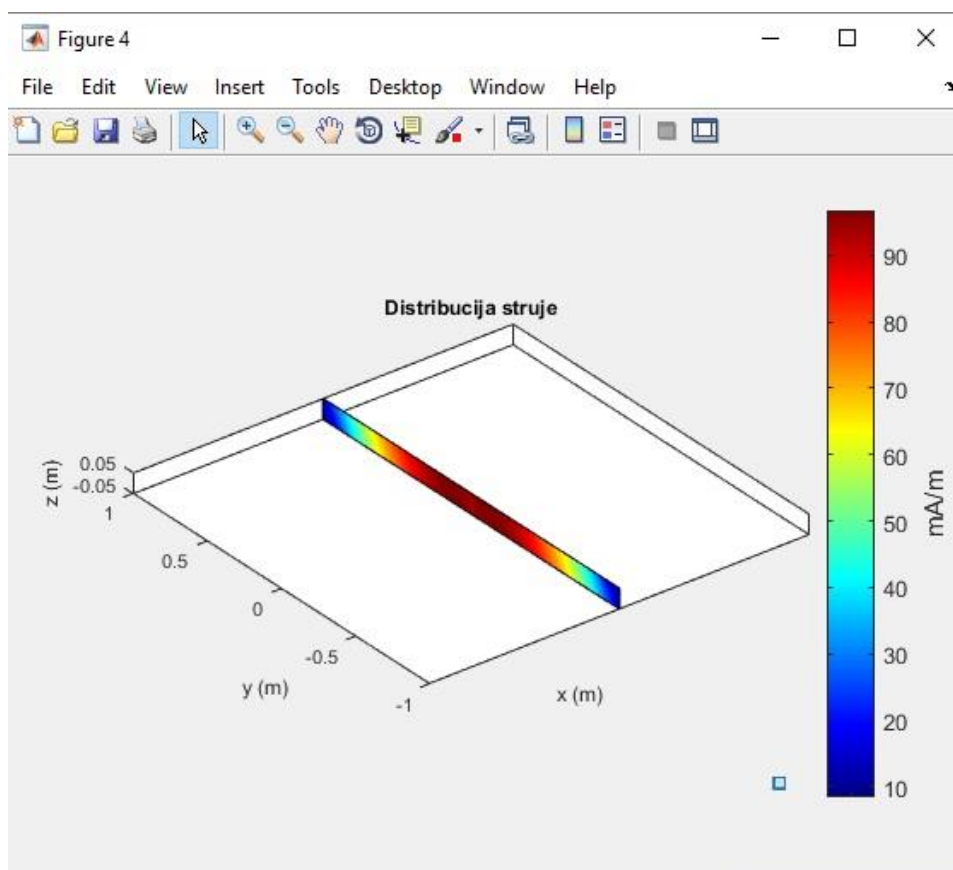 Figure 4
File Edit View Insert Tools Desktop Window Help
Distribucija struje
z (m)
0.05
-0.05
1
0.5
0
-0.5
-1
y (m)
x (m)
90
80
70
60
50
40
30
20
10
mA/m